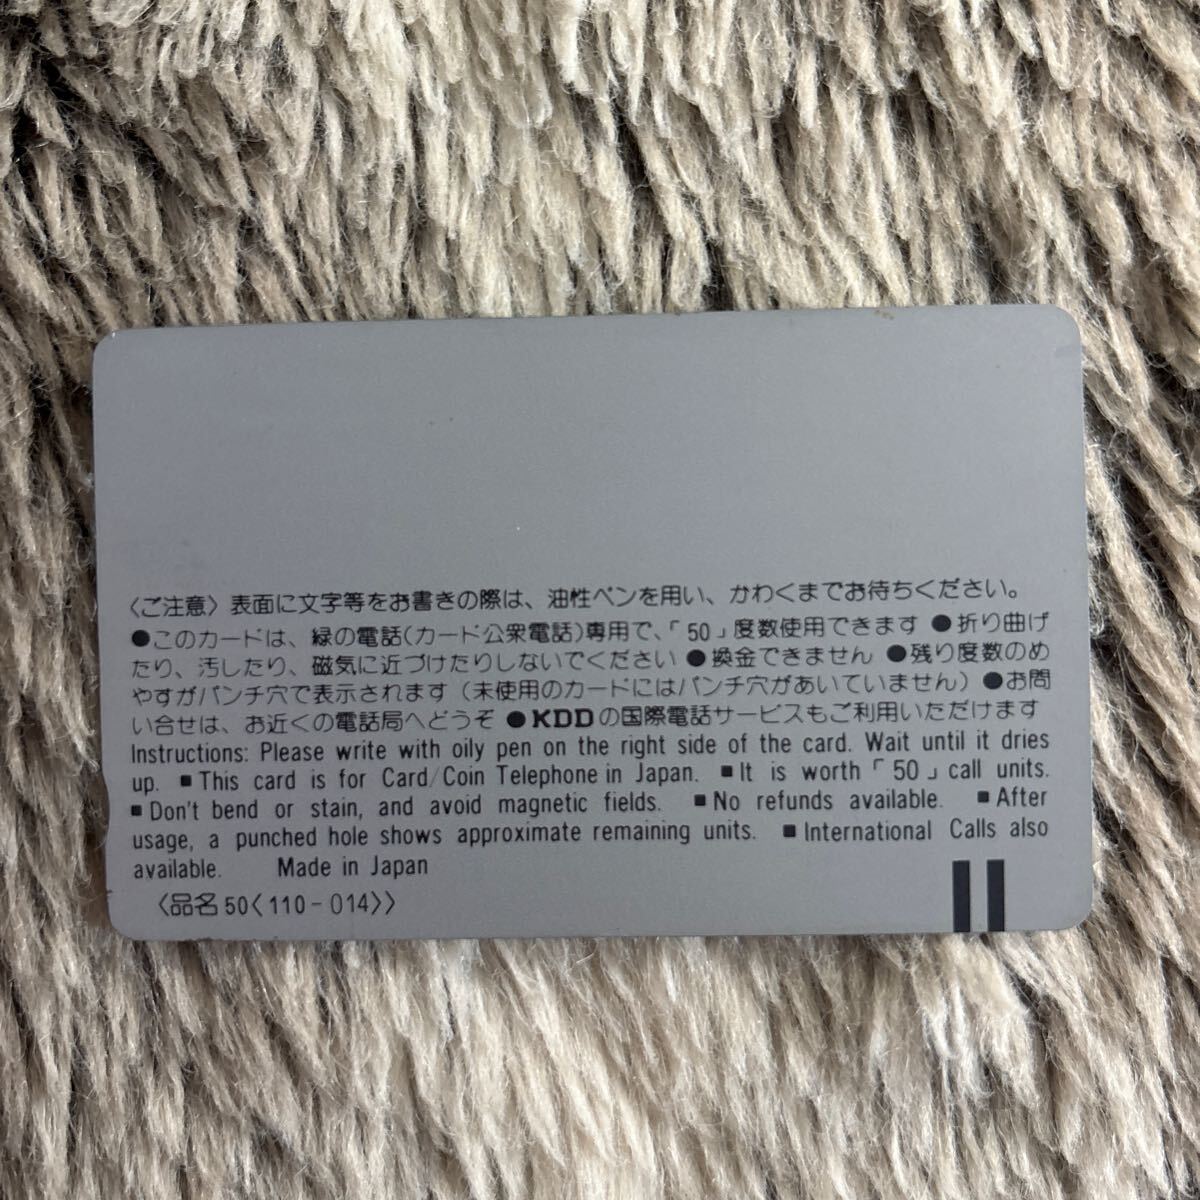 〈ご注意〉表面に文字等をお書きの際は、油性ペンを用い、かわくまでお待ちください。
●このカードは、緑の電話(カード公衆電話)専用で、「50」度数使用できます ●折り曲げ
たり、汚したり、磁気に近づけたりしないでください ●換金できません ●残り度数のめ
やすがパンチ穴で表示されます(未使用のカードにはパンチ穴があいていません) ●お問
い合せは、お近くの電話局へどうぞ ●KDDの国際電話サービスもご利用いただけます
Instructions: Please write with oily pen on the right side of the card. Wait until it dries
up. ■This card is for Card/Coin Telephone in Japan. ■It is worth「50」call units.
■Don't bend or stain, and avoid magnetic fields. ■No refunds available. ■After
usage, a punched hole shows approximate remaining units. ■International Calls also
available. Made in Japan
〈品名50〈110-014〉〉